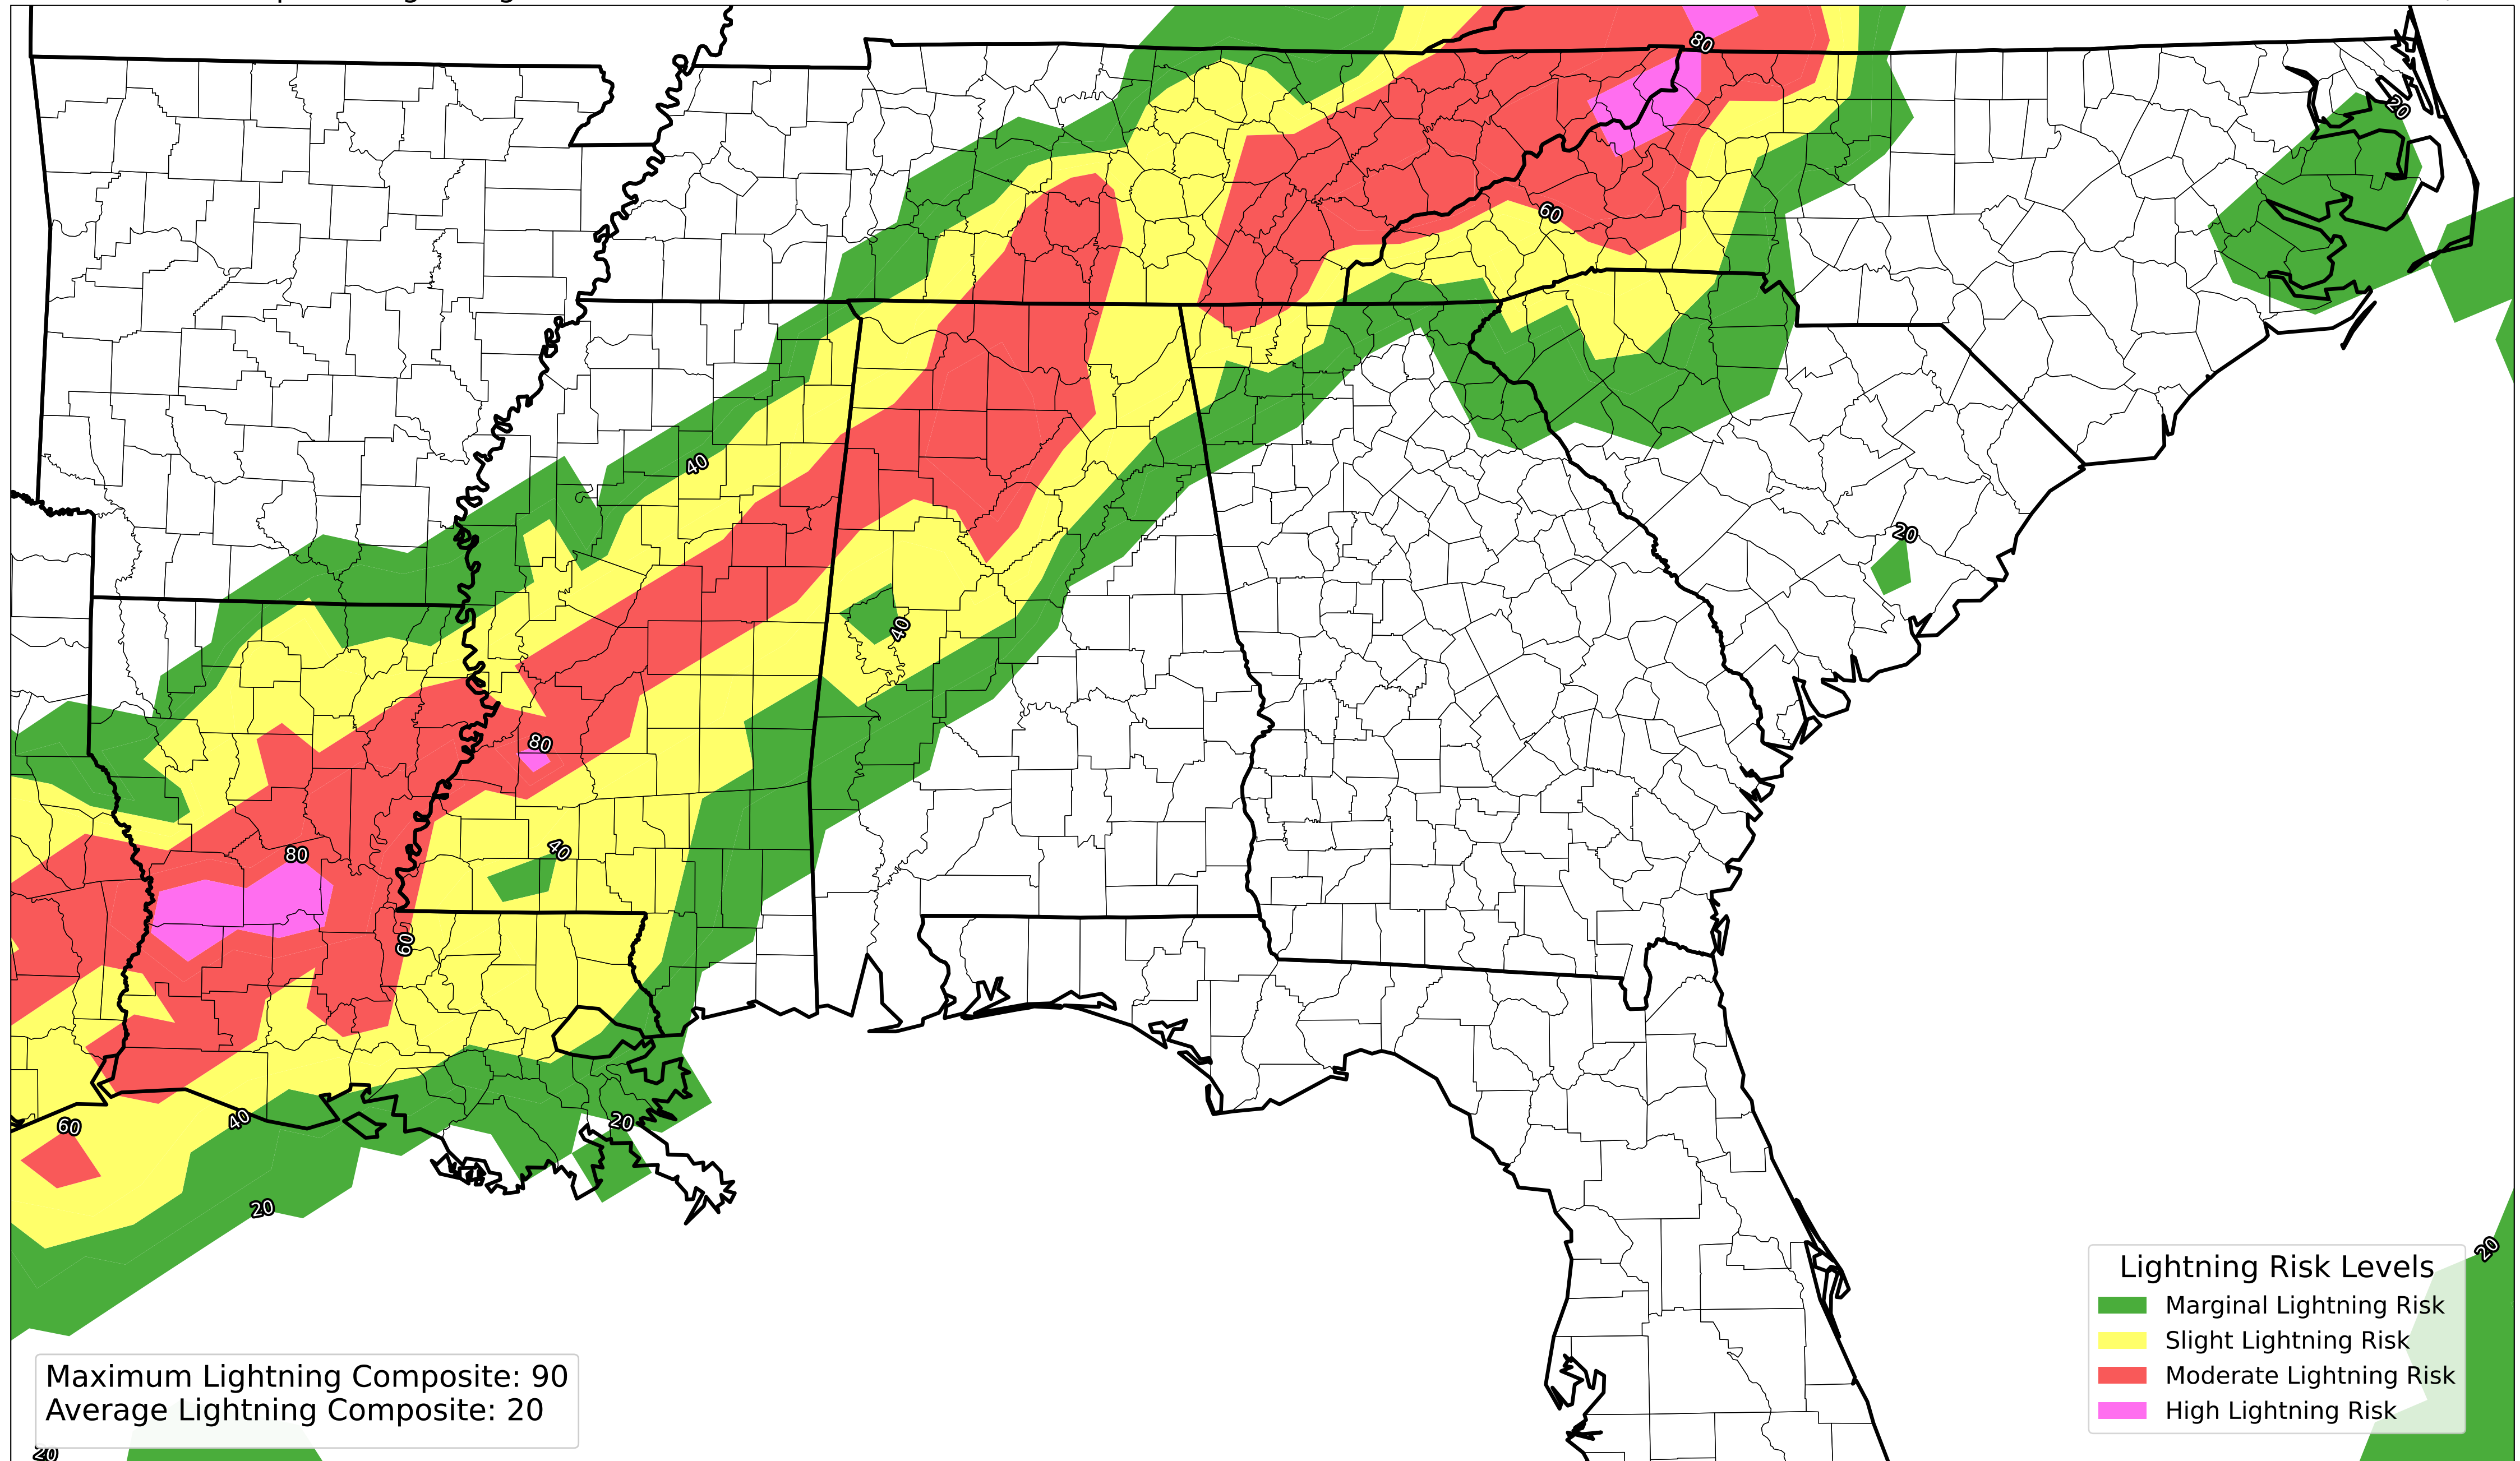 80
20
60
40
20
40
80
40
80
60
60
40
20
20
20
Lightning Risk Levels
Marginal Lightning Risk
Slight Lightning Risk
Moderate Lightning Risk
High Lightning Risk
Maximum Lightning Composite: 90
Average Lightning Composite: 20
20